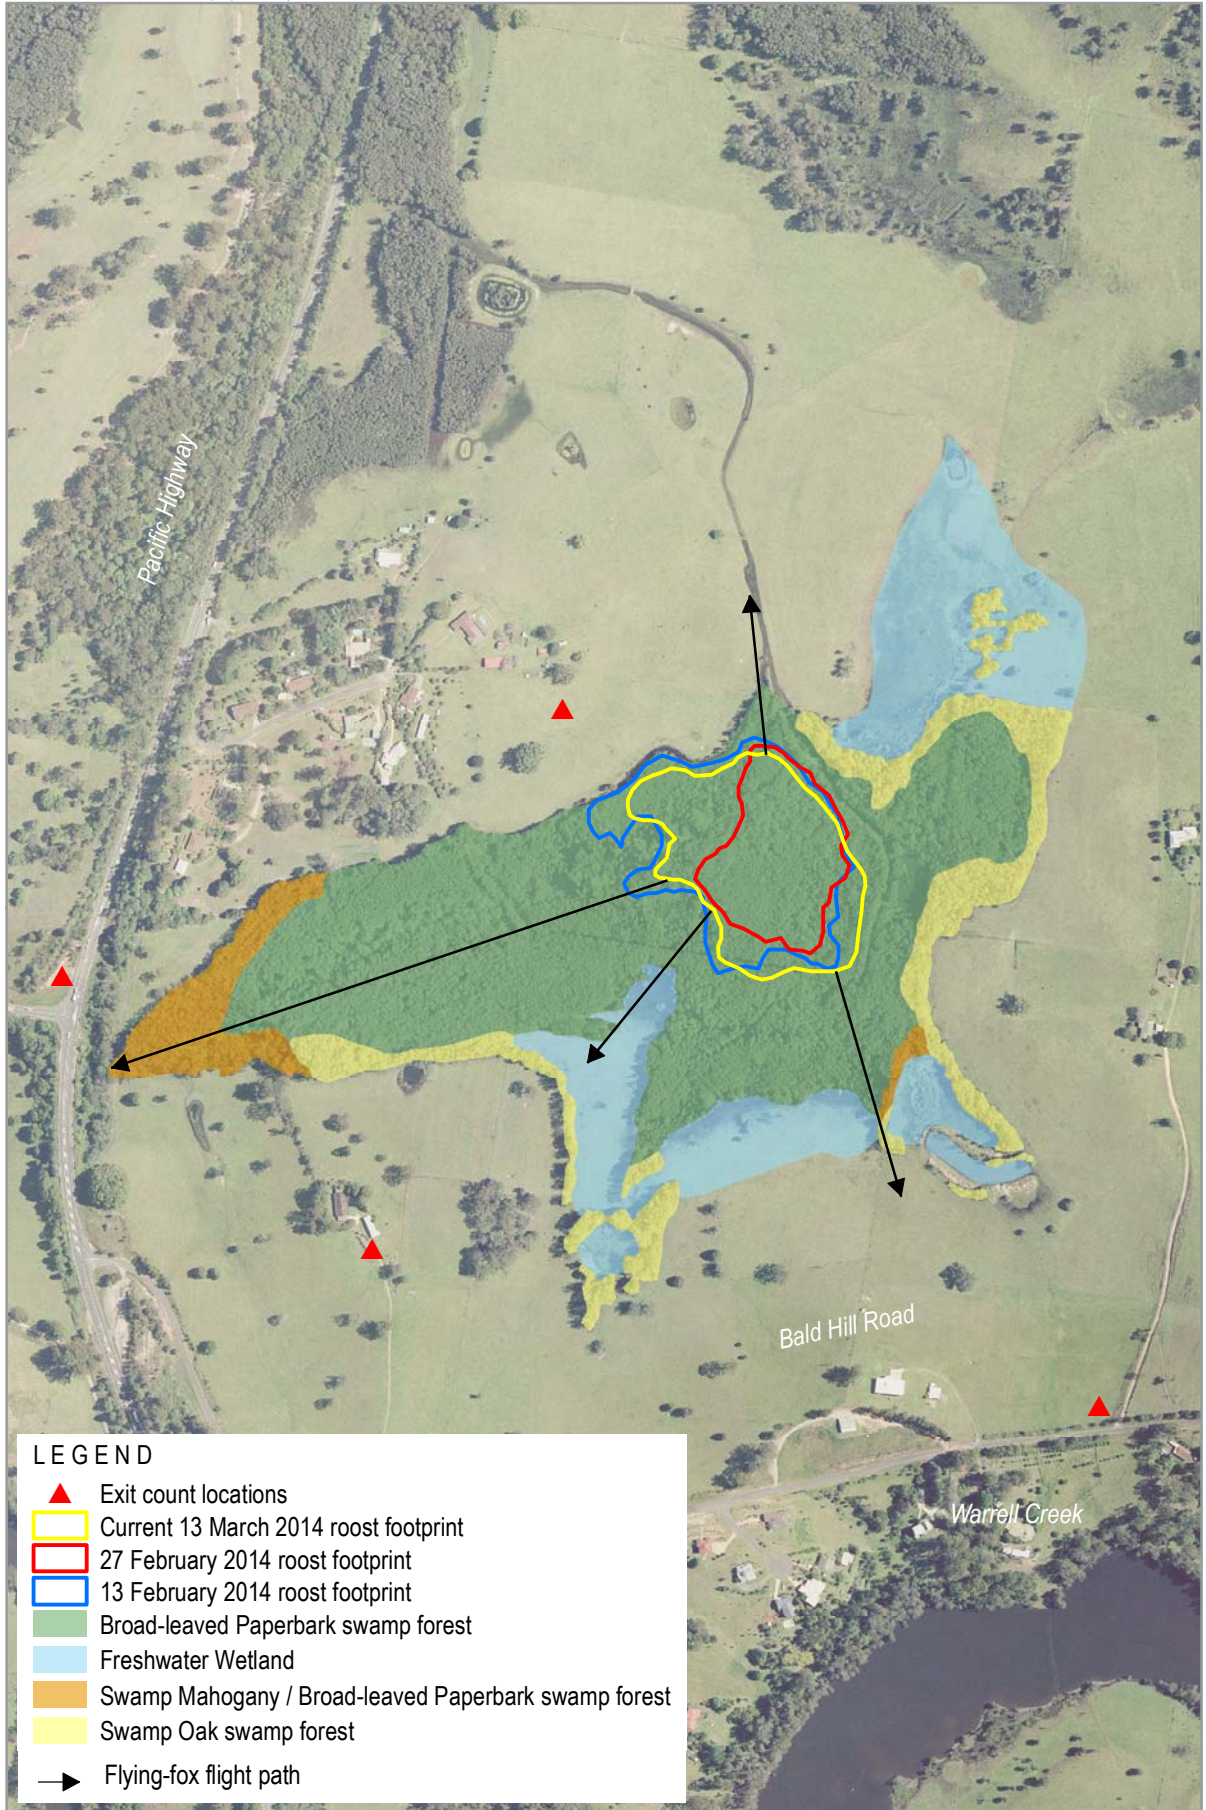 Pacific Highway
Bald Hill Road
Warrell Creek
LEGEND
Exit count locations
Current 13 March 2014 roost footprint
27 February 2014 roost footprint
13 February 2014 roost footprint
Broad-leaved Paperbark swamp forest
Freshwater Wetland
Swamp Mahogany / Broad-leaved Paperbark swamp forest
Swamp Oak swamp forest
Flying-fox flight path